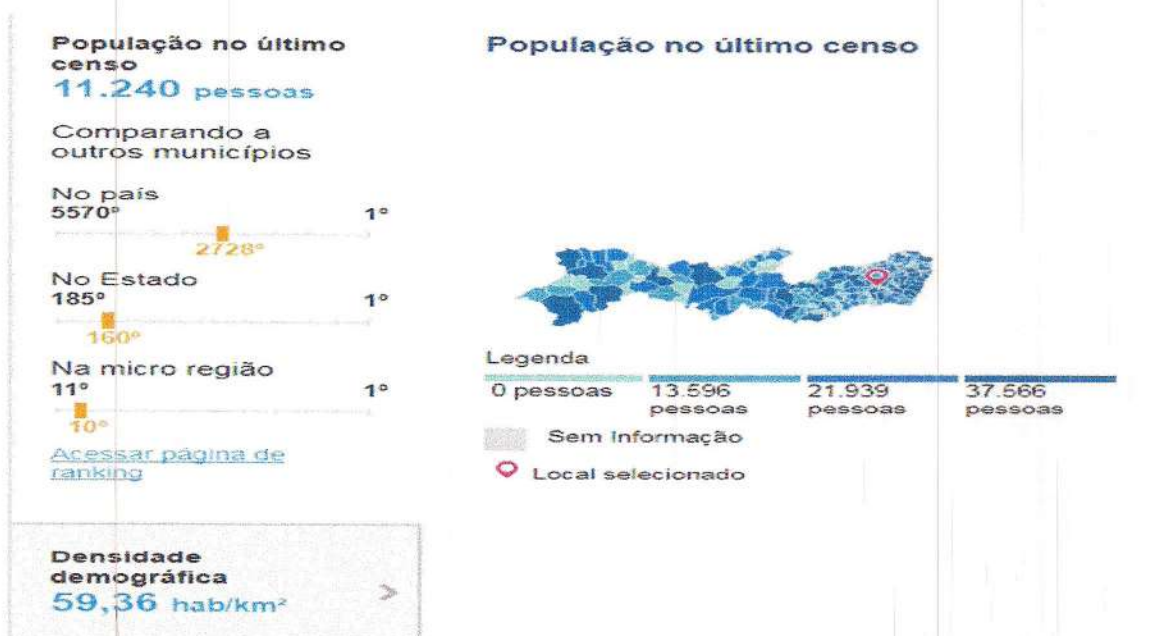 População no último
censo
11.240 pessoas
Comparando a
outros municípios
No país
5570º 1º
2728º
No Estado
185º 1º
160º
Na micro região
11º 1º
10º
Acessar página de
ranking
Densidade
demográfica
59,36 hab/km²
População no último censo
Legenda
0 pessoas
13.596
pessoas
21.939
pessoas
37.566
pessoas
Sem Informação
Local selecionado